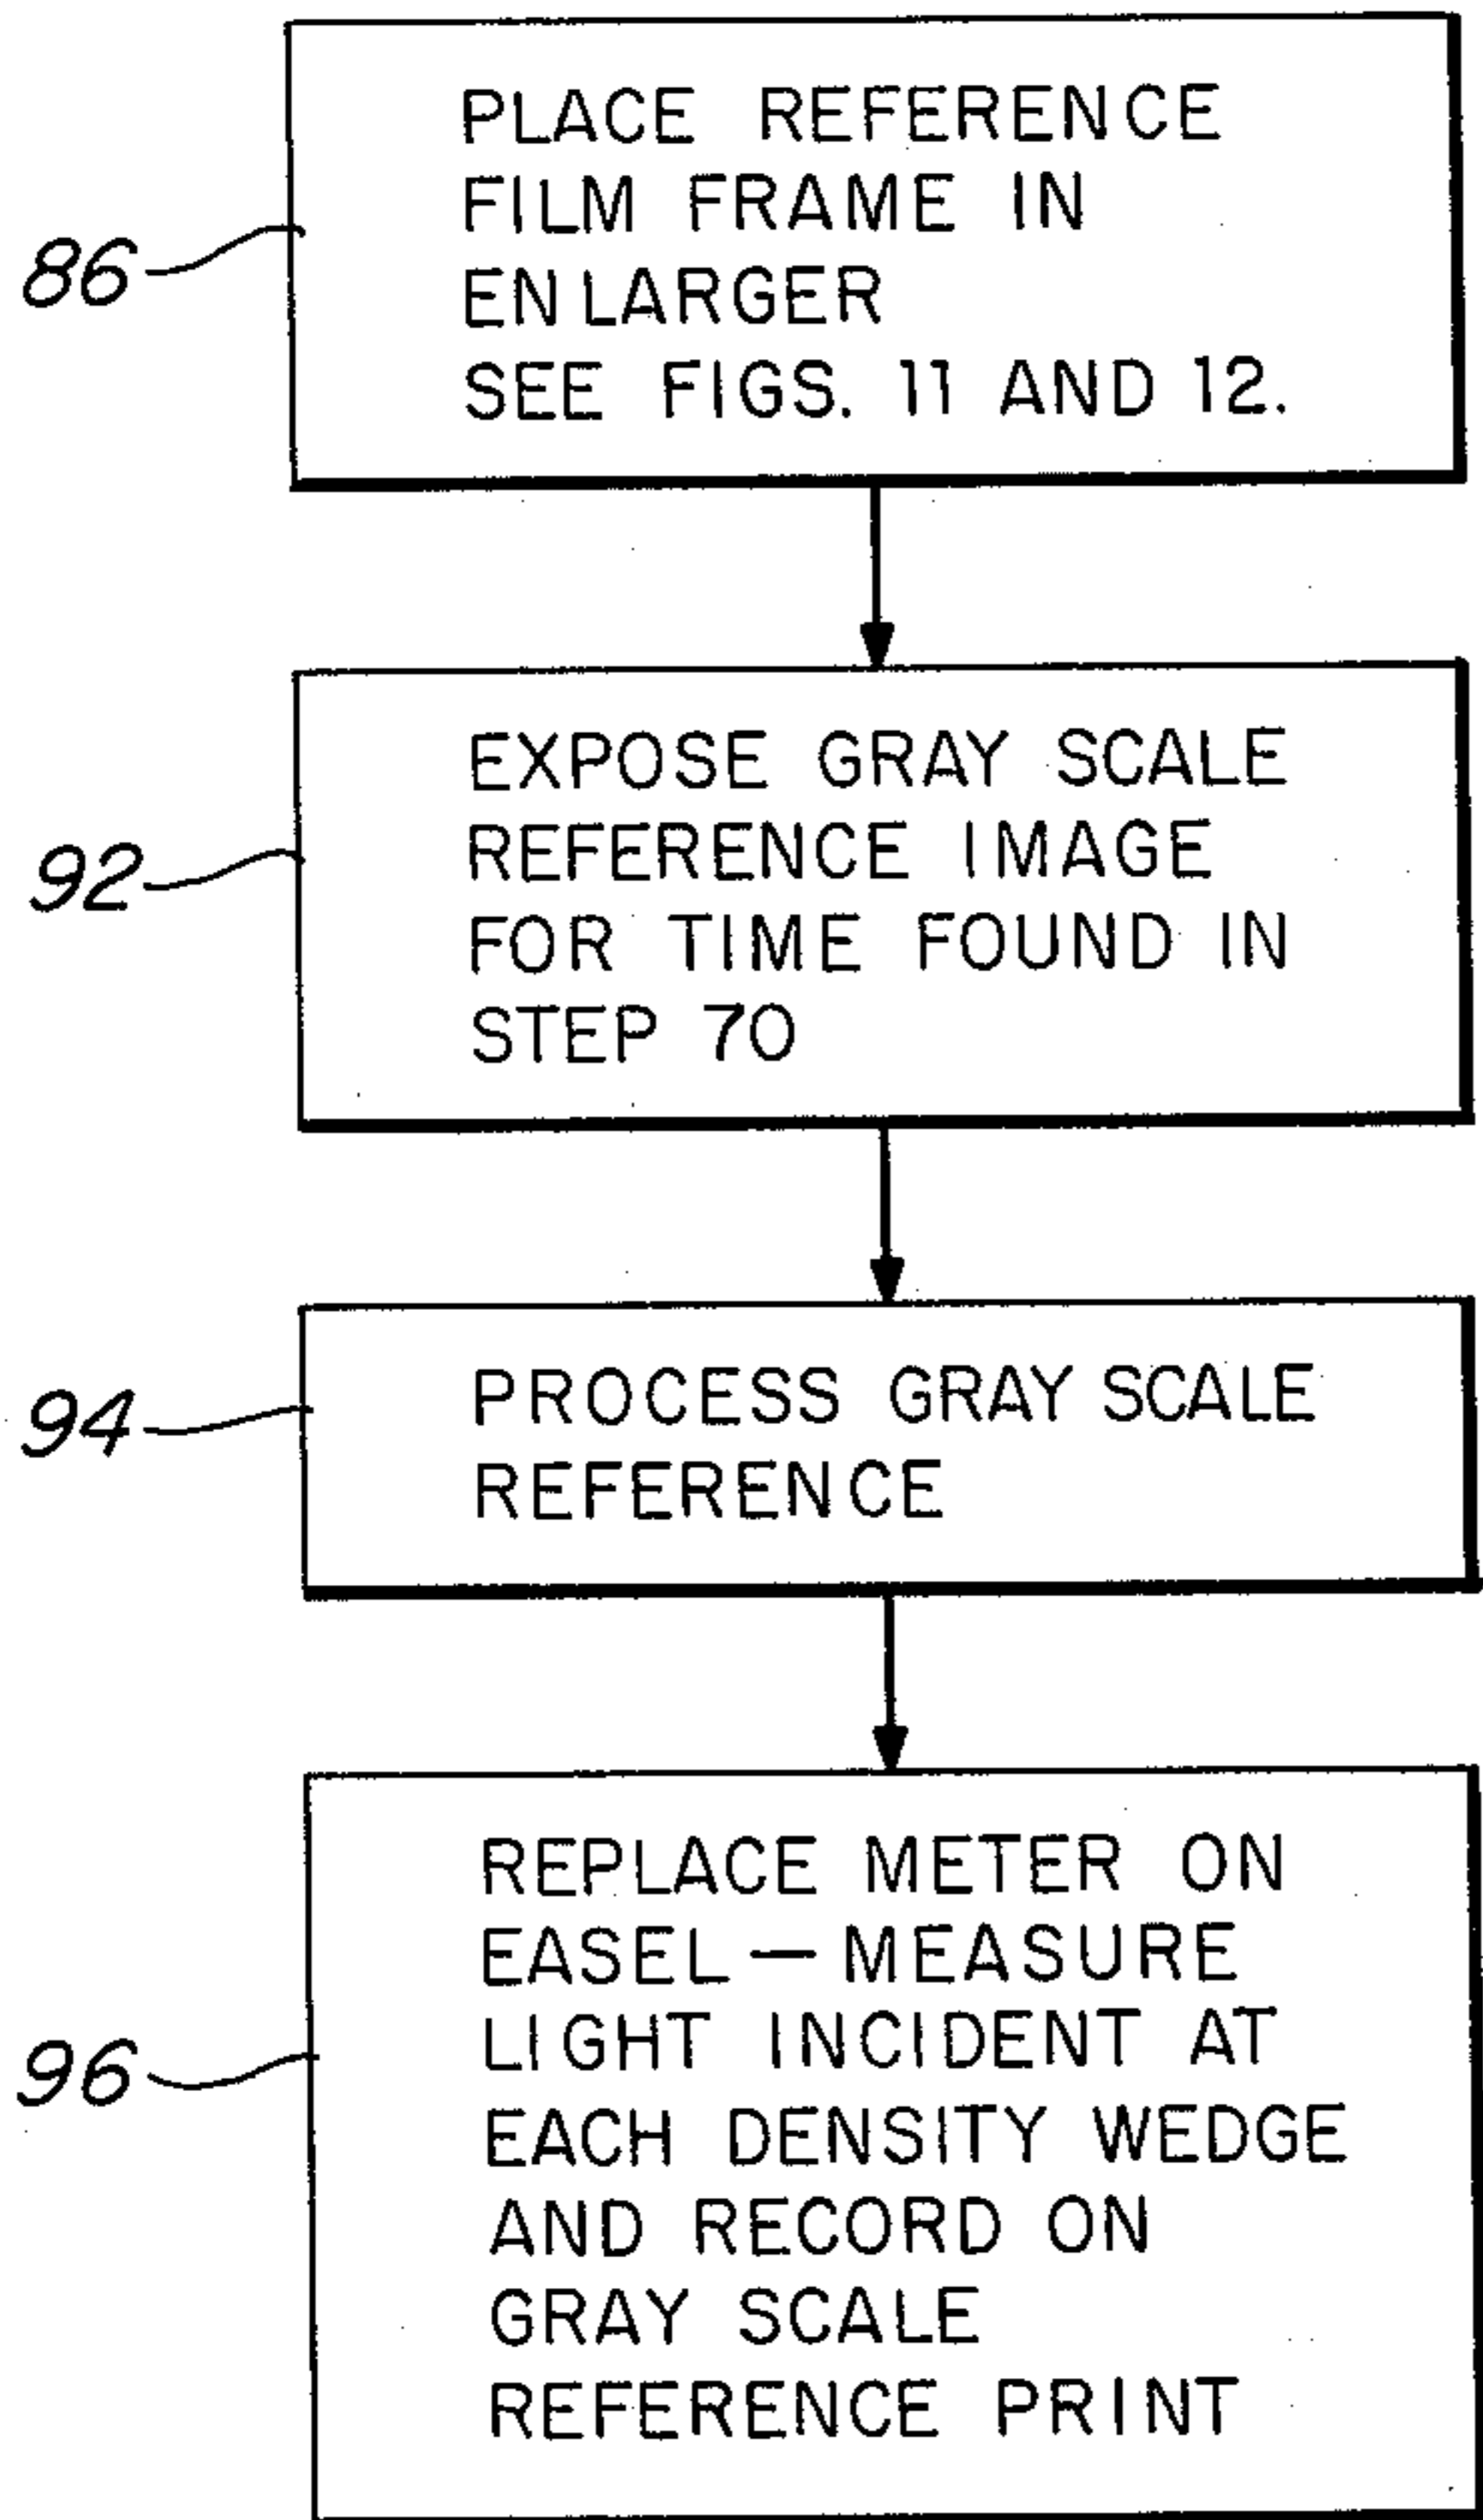 86
PLACE REFERENCE
FILM FRAME IN
ENLARGER
SEE FIGS. 11 AND 12.
92
EXPOSE GRAY SCALE
REFERENCE IMAGE
FOR TIME FOUND IN
STEP 70
94
PROCESS GRAY SCALE
REFERENCE
96
REPLACE METER ON
EASEL—MEASURE
LIGHT INCIDENT AT
EACH DENSITY WEDGE
AND RECORD ON
GRAY SCALE
REFERENCE PRINT